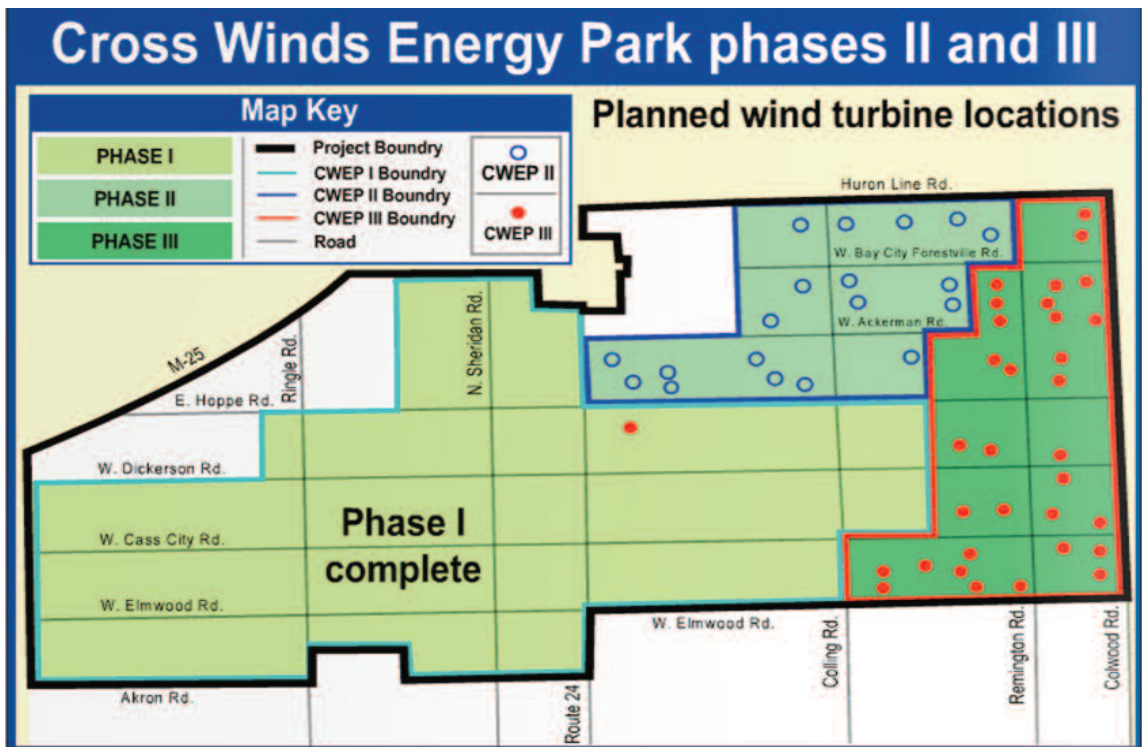 Cross Winds Energy Park phases II and III
Map Key
PHASE I
PHASE II
PHASE III
Project Boundry
CWEP I Boundry
CWEP II Boundry
CWEP III Boundry
Road
CWEP II
CWEP III
Planned wind turbine locations
Huron Line Rd.
W. Bay City Forestville Rd.
W. Ackerman Rd.
M-25
Ringle Rd.
N. Sheridan Rd.
E. Hoppe Rd.
W. Dickerson Rd.
W. Cass City Rd.
W. Elmwood Rd.
Phase I
complete
W. Elmwood Rd.
Akron Rd.
Route 24
Colling Rd.
Remington Rd.
Colwood Rd.